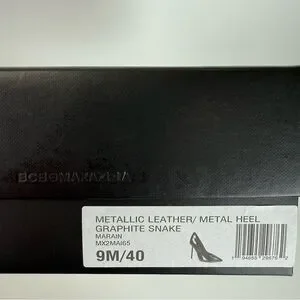 BCBGMAXAZRIA
METALLIC LEATHER/ METAL HEEL
GRAPHITE SNAKE
MARAIN
MX2MAI65
9M/40